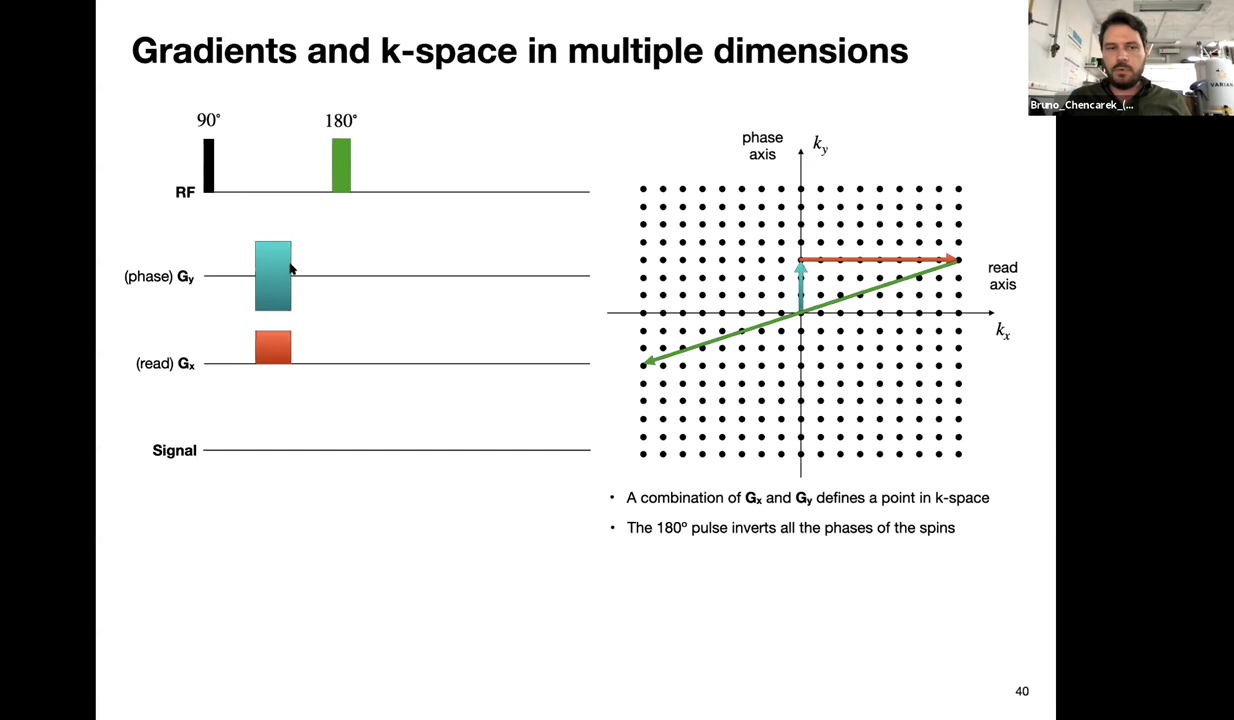 Gradients and k-space in multiple dimensions
VARIAN
Bruno_Chencarek_(...
90°
180°
RF
(phase) Gy
(read) Gx
Signal
phase
axis
ky
read
axis
kx
• A combination of Gx and Gy defines a point in k-space
• The 180º pulse inverts all the phases of the spins
40